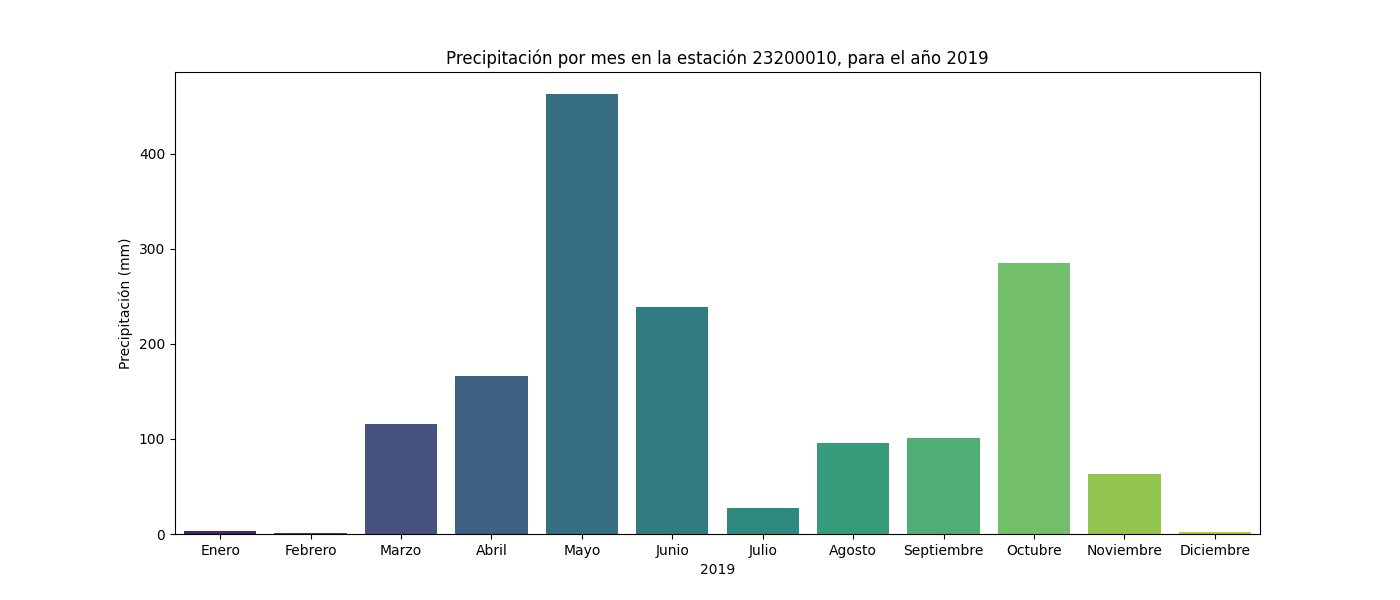 Precipitación por mes en la estación 23200010, para el año 2019
Precipitación (mm)
400
300
200
100
0
Enero Febrero Marzo Abril Mayo Junio Julio Agosto Septiembre Octubre Noviembre Diciembre
2019